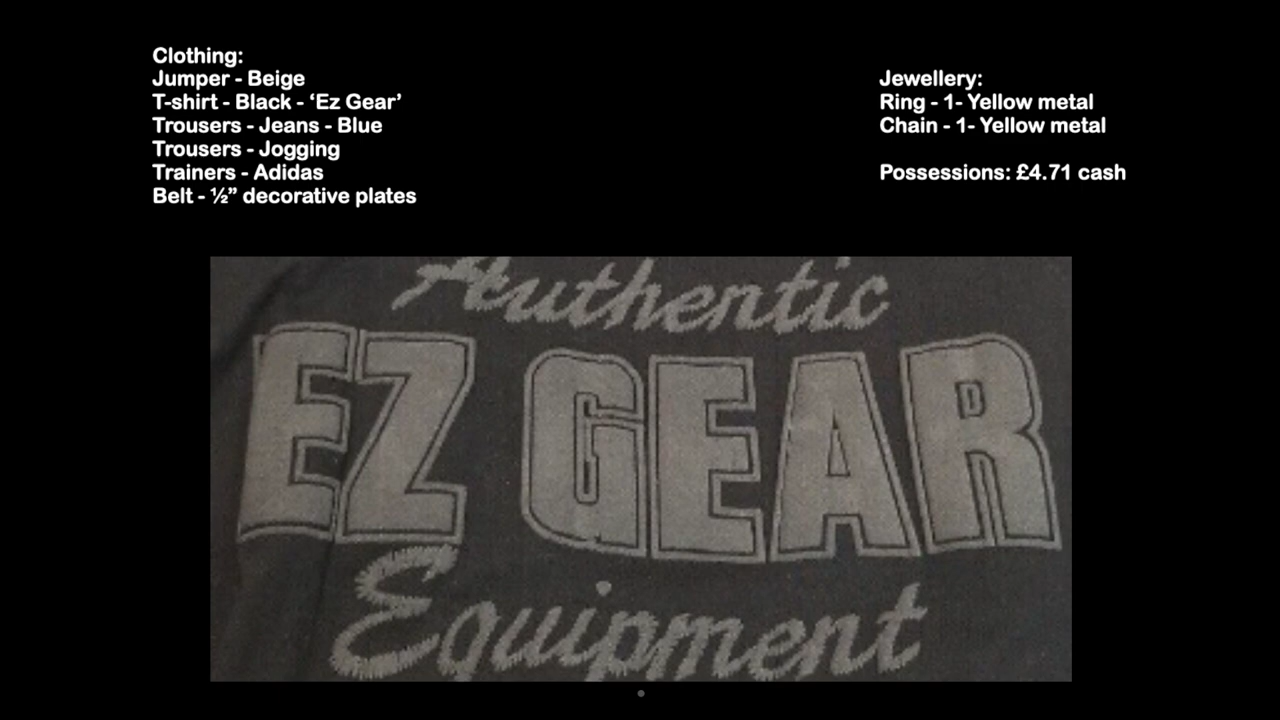 Clothing:
Jumper - Beige
T-shirt - Black - ‘Ez Gear’
Trousers - Jeans - Blue
Trousers - Jogging
Trainers - Adidas
Belt - ½” decorative plates
Jewellery:
Ring - 1- Yellow metal
Chain - 1- Yellow metal
Possessions: £4.71 cash
Authentic
EZ GEAR
Equipment